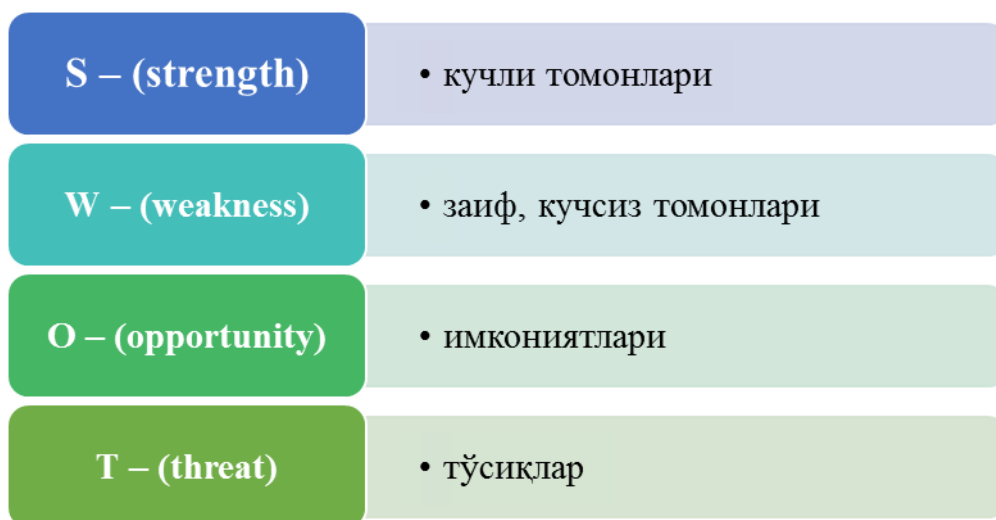 S – (strength)
• кучли томонлари
W – (weakness)
• заиф, кучсиз томонлари
O – (opportunity)
• имкониятлари
T – (threat)
• тўсиқлар